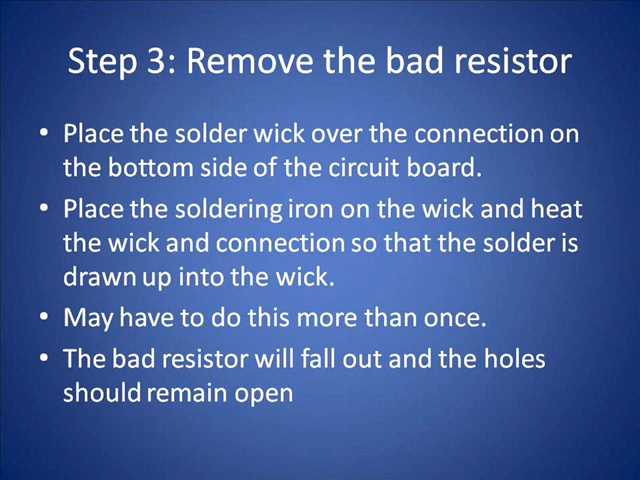 Step 3: Remove the bad resistor
• Place the solder wick over the connection on
the bottom side of the circuit board.
• Place the soldering iron on the wick and heat
the wick and connection so that the solder is
drawn up into the wick.
• May have to do this more than once.
• The bad resistor will fall out and the holes
should remain open